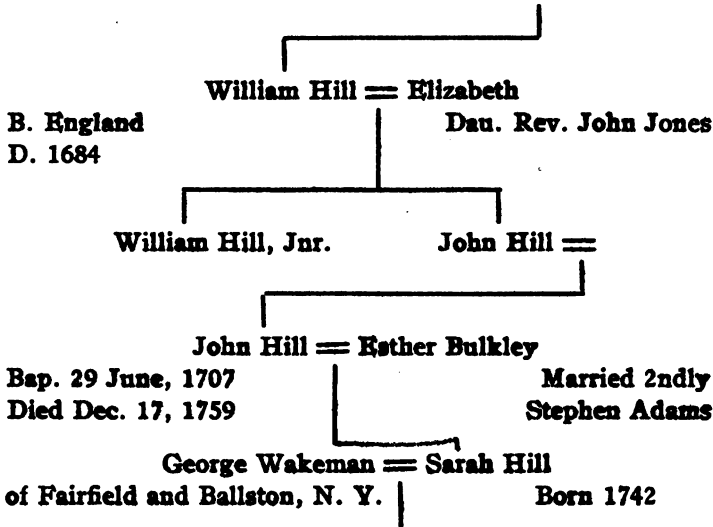 William Hill = Elizabeth
B. England Dau. Rev. John Jones
D. 1684
William Hill, Jnr. John Hill =
John Hill = Esther Bulkley
Bap. 29 June, 1707 Married 2ndly
Died Dec. 17, 1759 Stephen Adams
George Wakeman = Sarah Hill
of Fairfield and Ballston, N. Y. Born 1742